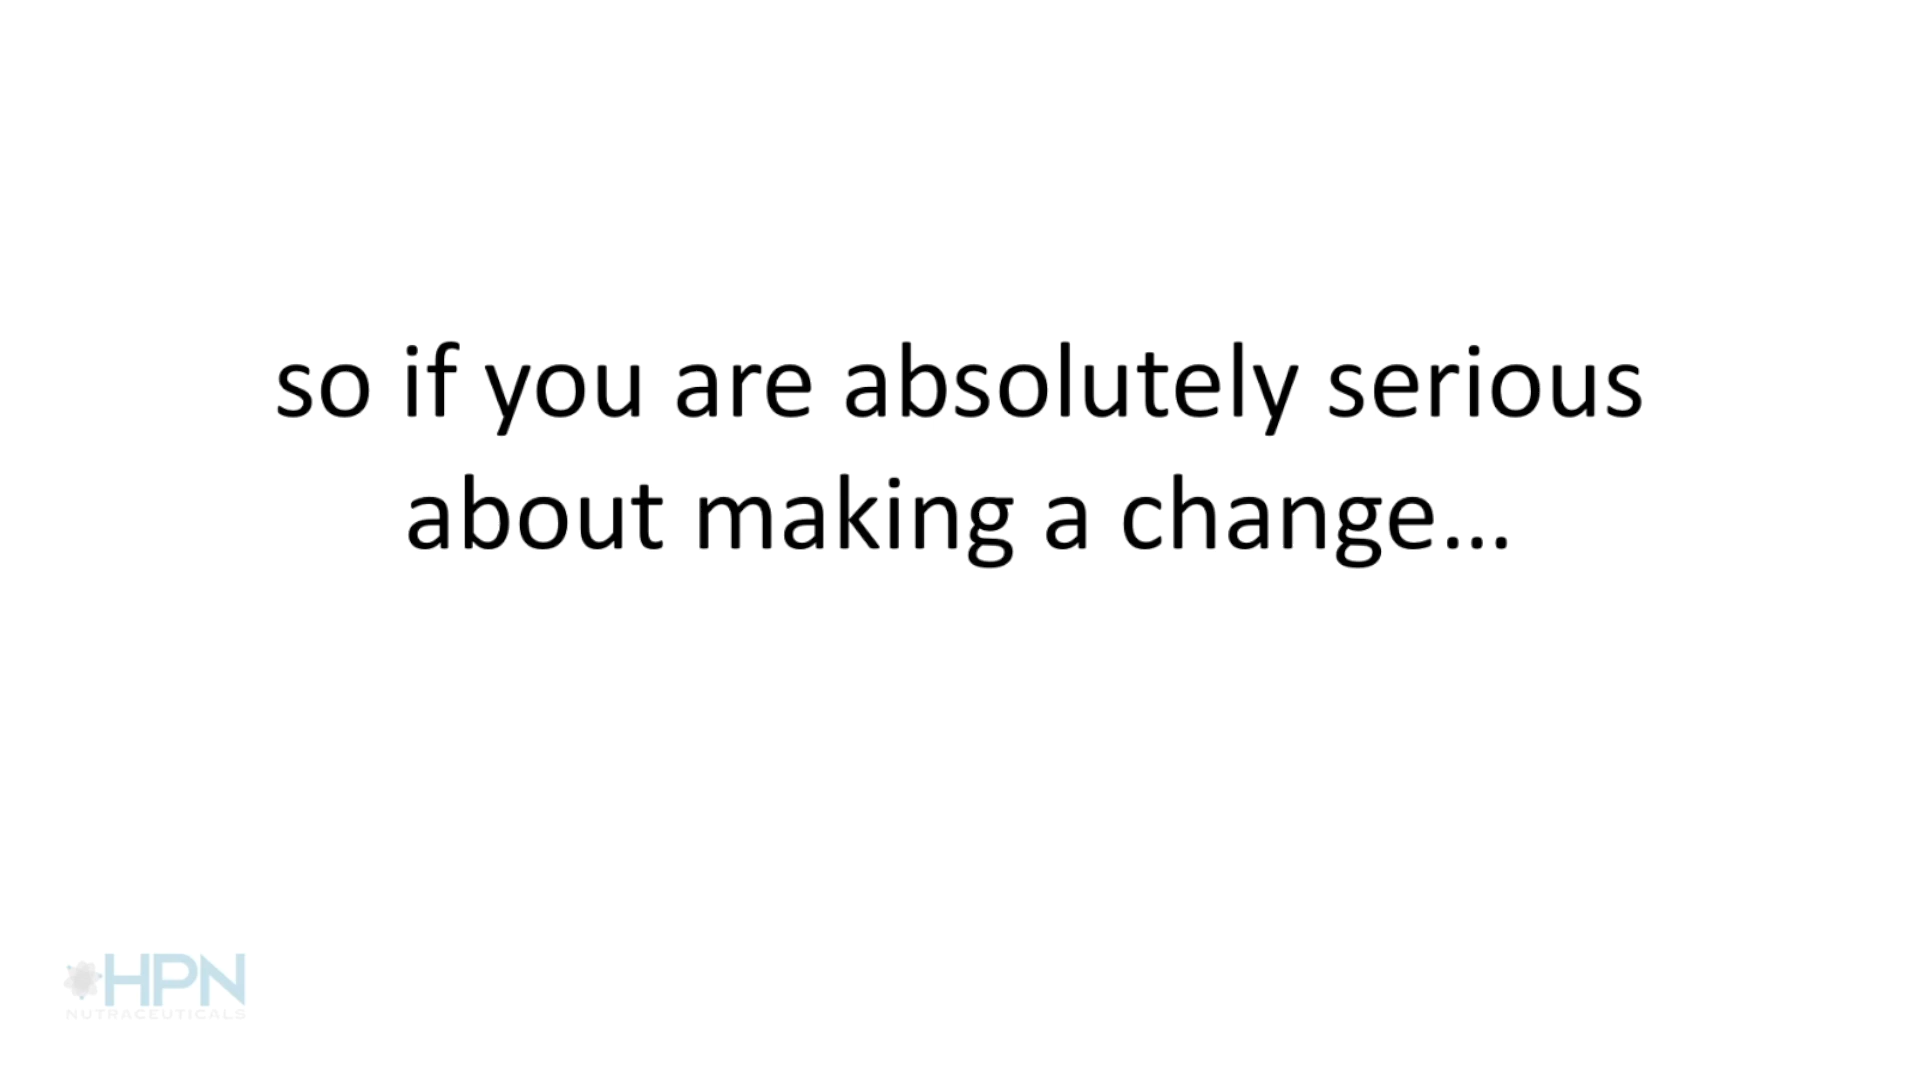 so if you are absolutely serious
about making a change...
HPN
NUTRACEUTICALS